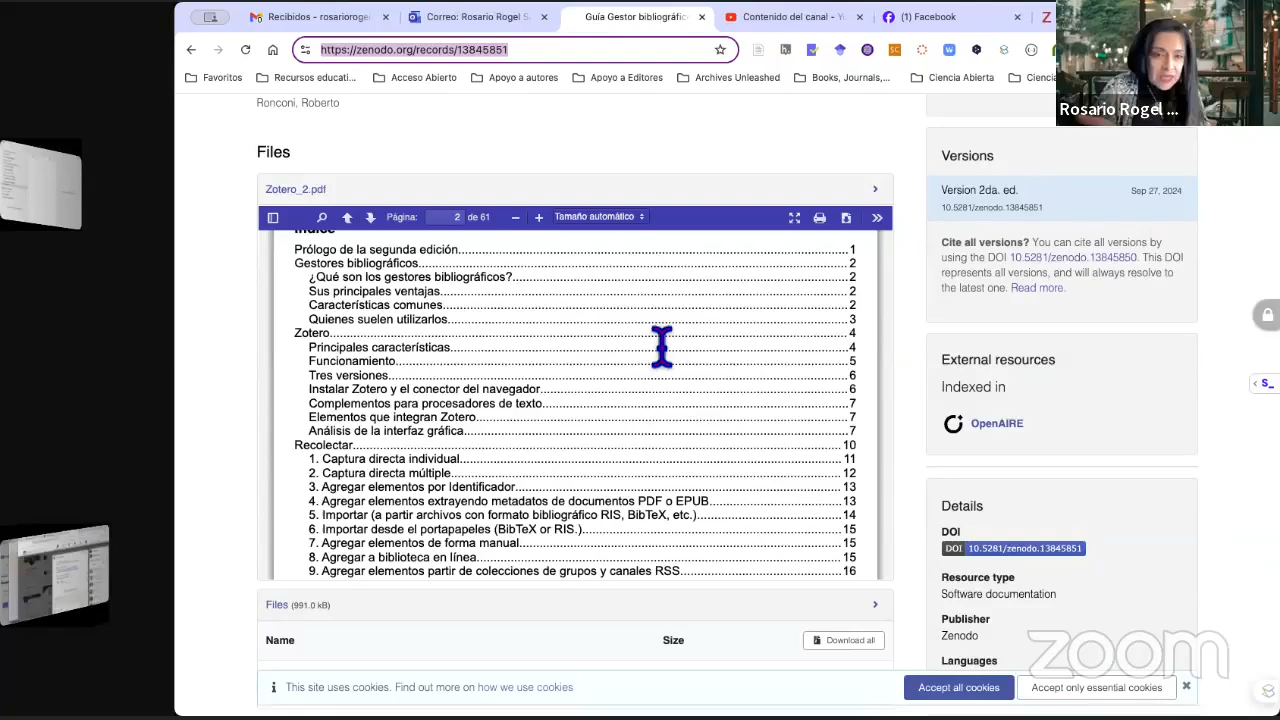 Recibidos - rosarioroge
Correo: Rosario Rogel S
Guía Gestor bibliográfic
Contenido del canal - Y
(1) Facebook
https://zenodo.org/records/13845851
Favoritos
Recursos educati...
Acceso Abierto
Apoyo a autores
Apoyo a Editores
Archives Unleashed
Books, Journals,...
Ciencia Abierta
Ciencia
Rosario Rogel ...
Ronconi, Roberto
Files
Zotero_2.pdf
Página: 2 de 61
Tamaño automático
Índice
Prólogo de la segunda edición 1
Gestores bibliográficos 2
¿Qué son los gestores bibliográficos? 2
Sus principales ventajas 2
Características comunes 2
Quienes suelen utilizarlos 3
Zotero 4
Principales características 4
Funcionamiento 5
Tres versiones 6
Instalar Zotero y el conector del navegador 6
Complementos para procesadores de texto 7
Elementos que integran Zotero 7
Análisis de la interfaz gráfica 7
Recolectar 10
1. Captura directa individual 11
2. Captura directa múltiple 12
3. Agregar elementos por Identificador 13
4. Agregar elementos extrayendo metadatos de documentos PDF o EPUB 13
5. Importar (a partir archivos con formato bibliográfico RIS, BibTeX, etc.) 14
6. Importar desde el portapapeles (BibTeX or RIS.) 15
7. Agregar elementos de forma manual 15
8. Agregar a biblioteca en línea 15
9. Agregar elementos partir de colecciones de grupos y canales RSS 16
Files (991.0 kB)
Name Size Download all
Versions
Version 2da. ed. Sep 27, 2024
10.5281/zenodo.13845851
Cite all versions? You can cite all versions by
using the DOI 10.5281/zenodo.13845850. This DOI
represents all versions, and will always resolve to
the latest one. Read more.
External resources
Indexed in
OpenAIRE
Details
DOI
DOI 10.5281/zenodo.13845851
Resource type
Software documentation
Publisher
Zenodo
Languages
This site uses cookies. Find out more on how we use cookies
Accept all cookies
Accept only essential cookies
zoom
S_